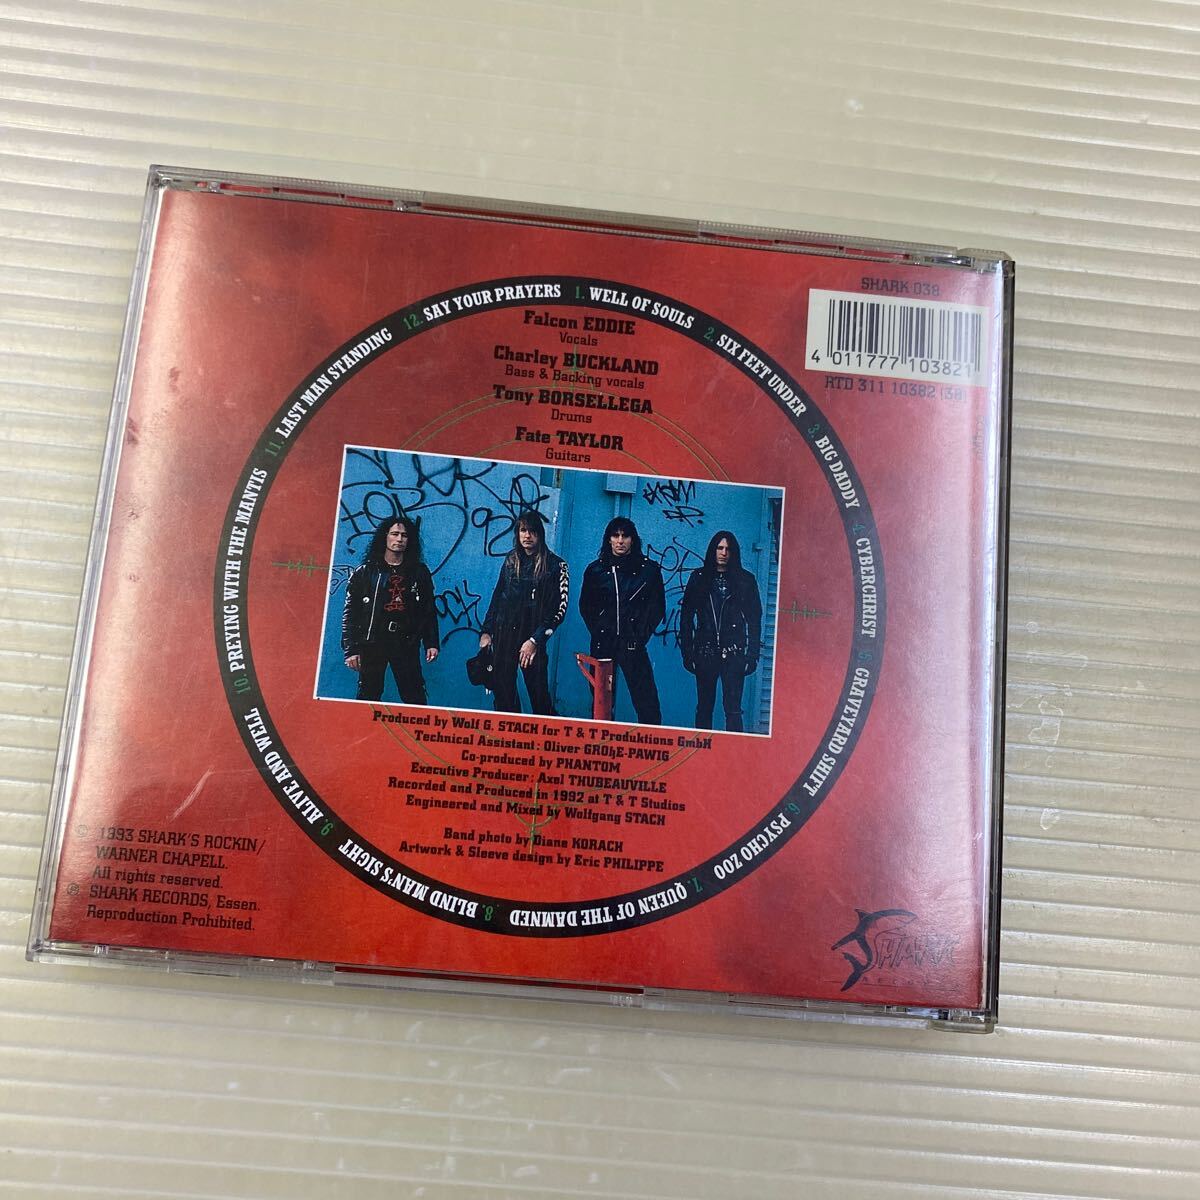 SHARK 038
4 011777 103821
RTD 311 10382 (38)
1. WELL OF SOULS
2. SIX FEET UNDER
3. BIG DADDY
4. CYBERCHRIST
5. GRAVEYARD SHIFT
6. PSYCHO ZOO
7. QUEEN OF THE DAMNED
8. BLIND MAN'S SIGHT
9. ALIVE AND WELL
10. PREYING WITH THE MANTIS
11. LAST MAN STANDING
12. SAY YOUR PRAYERS
Falcon EDDIE
Vocals
Charley BUCKLAND
Bass & Backing vocals
Tony BORSELLEGA
Drums
Fate TAYLOR
Guitars
Produced by Wolf G. STACH for T & T Produktions GmbH
Technical Assistant: Oliver GROßE-PAWIG
Co-produced by PHANTOM
Executive Producer: Axel THUBEAUVILLE
Recorded and Produced in 1992 at T & T Studios
Engineered and Mixed by Wolfgang STACH
Band photo by Diane KORACH
Artwork & Sleeve design by Eric PHILIPPE
© 1993 SHARK'S ROCKIN/
WARNER CHAPELL.
All rights reserved.
℗ SHARK RECORDS, Essen.
Reproduction Prohibited.
SHARK
RECORDS